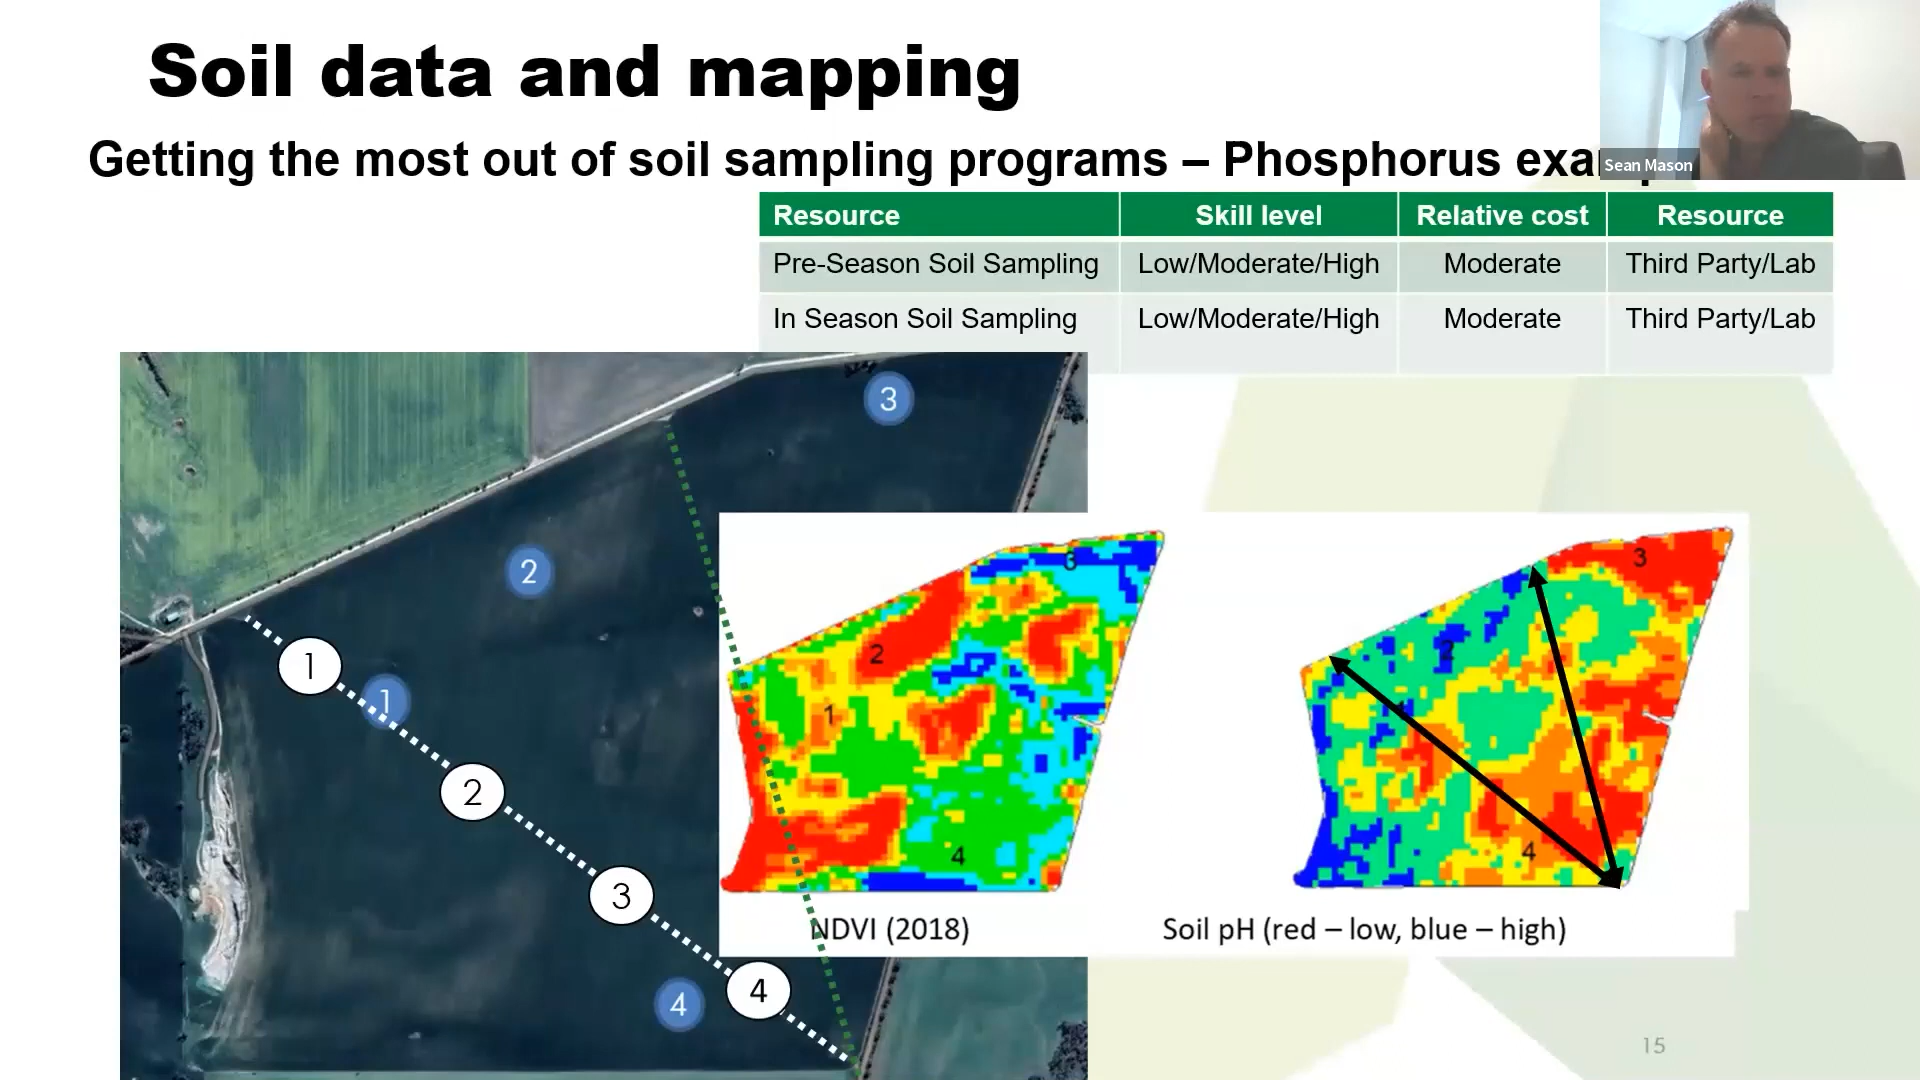 Soil data and mapping
Getting the most out of soil sampling programs – Phosphorus
Sean Mason
Resource Skill level Relative cost Resource
Pre-Season Soil Sampling Low/Moderate/High Moderate Third Party/Lab
In Season Soil Sampling Low/Moderate/High Moderate Third Party/Lab
3
2
1
1
2
3
4
4
3
2
1
4
NDVI (2018)
3
2
4
Soil pH (red – low, blue – high)
15